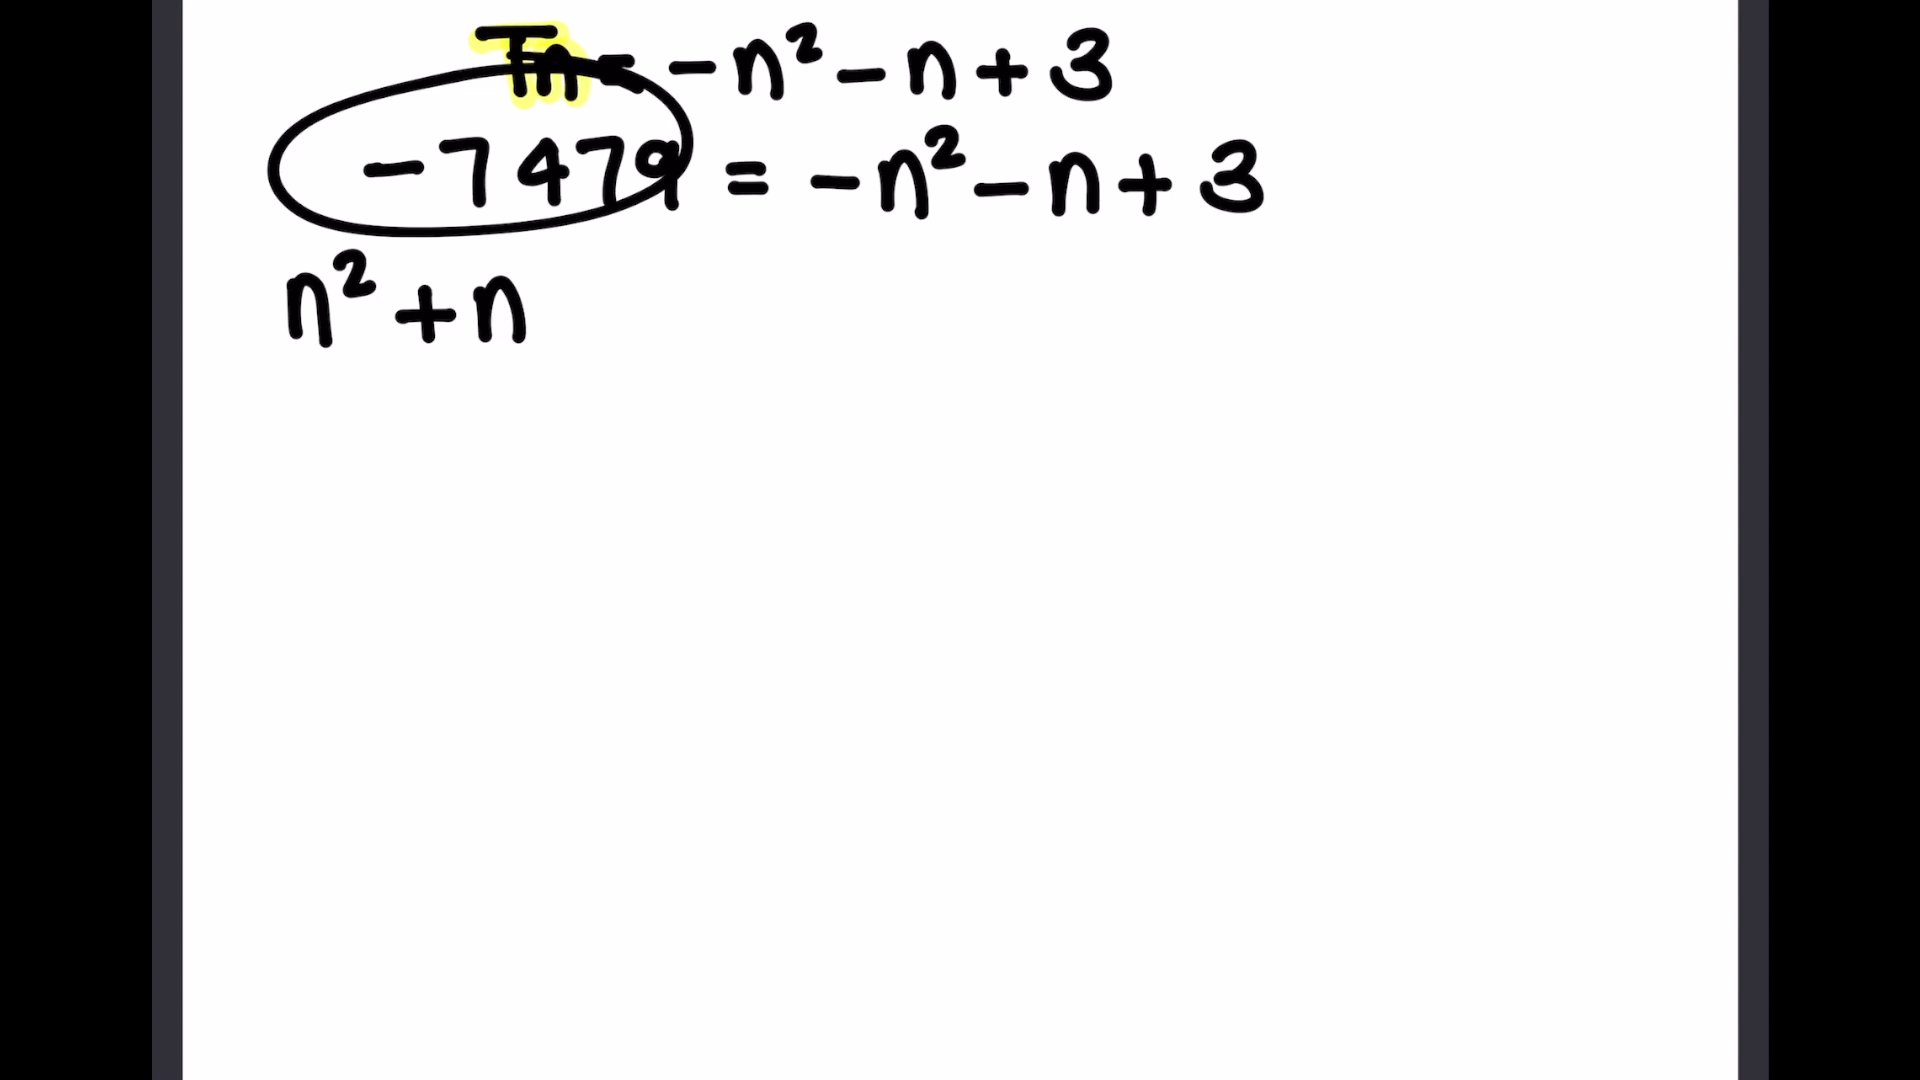 Tn = -n² - n + 3
-7479 = -n² - n + 3
n² + n